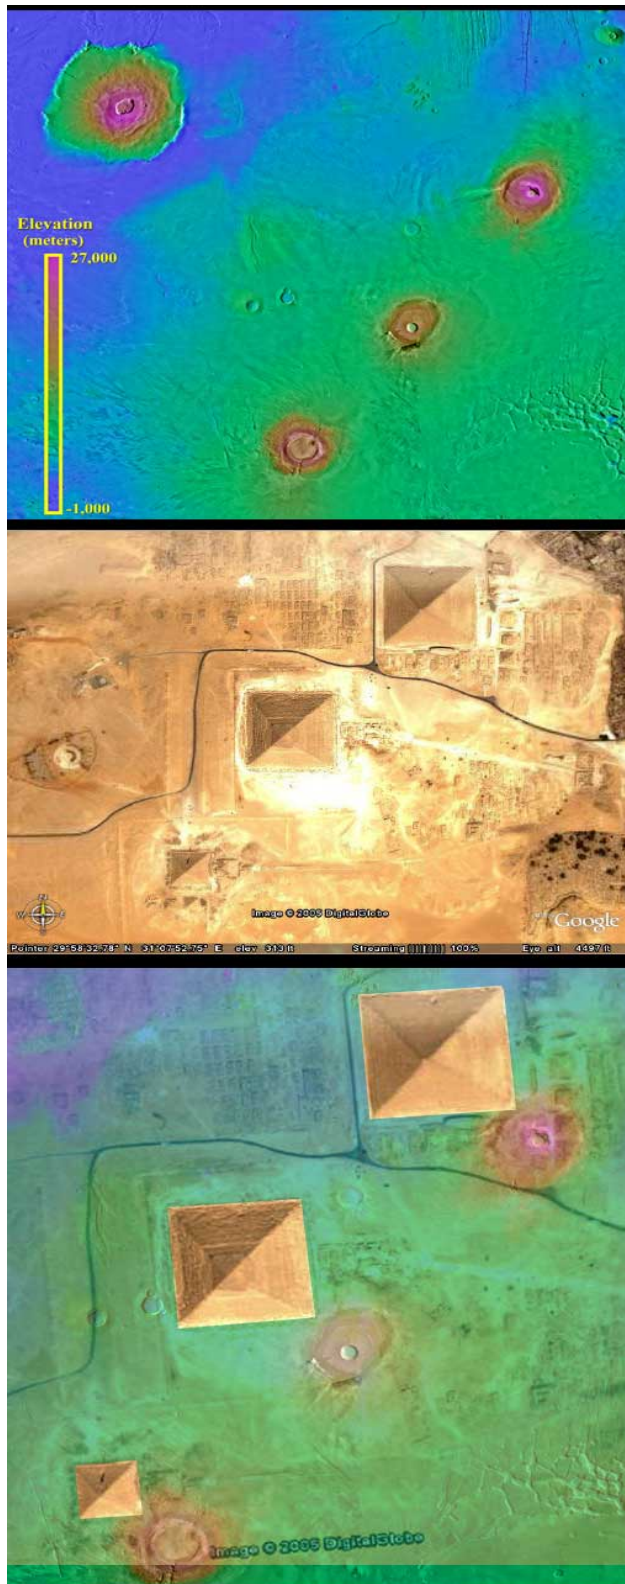 Elevation
(meters)
27,000
-1,000
N
W
E
S
Image © 2005 DigitalGlobe
Google
Pointer 29°58'32.78" N 31°07'52.75" E elev 313 ft Streaming |||||||||| 100% Eye alt 4497 ft
Image © 2005 DigitalGlobe